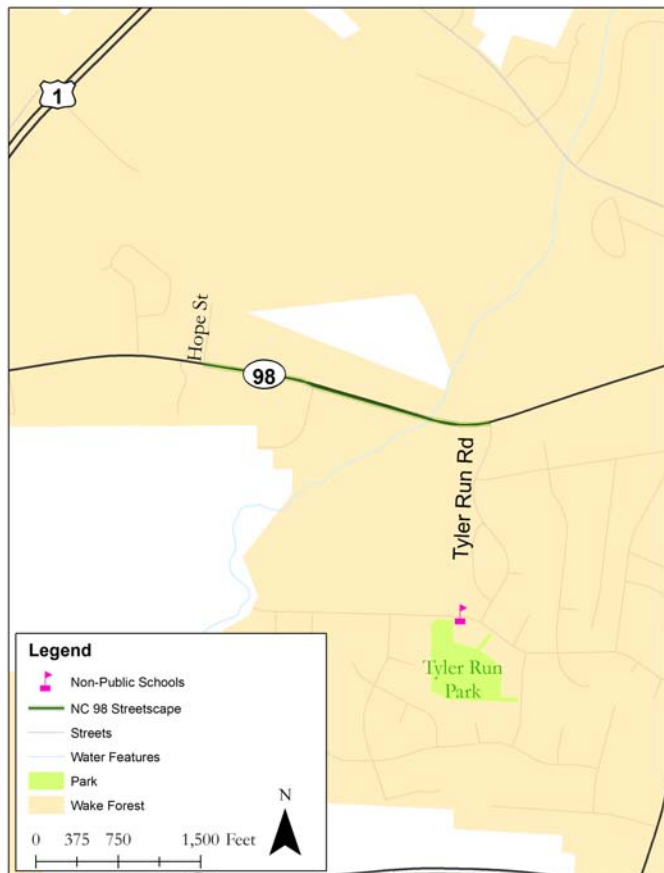 1
Hope St
98
Tyler Run Rd
Tyler Run
Park
Legend
Non-Public Schools
NC 98 Streetscape
Streets
Water Features
Park
Wake Forest
N
0 375 750 1,500 Feet